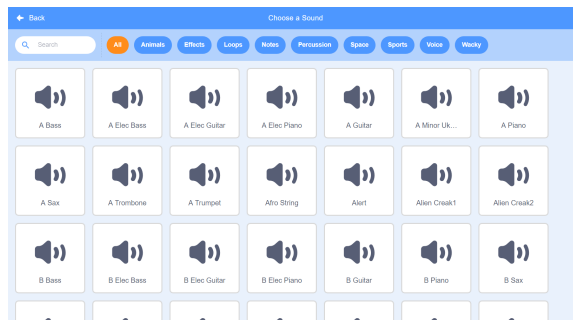 Back Choose a Sound
Search All Animals Effects Loops Notes Percussion Space Sports Voice Wacky
A Bass A Elec Bass A Elec Guitar A Elec Piano A Guitar A Minor Uk... A Piano
A Sax A Trombone A Trumpet Afro String Alert Alien Creak1 Alien Creak2
B Bass B Elec Bass B Elec Guitar B Elec Piano B Guitar B Piano B Sax